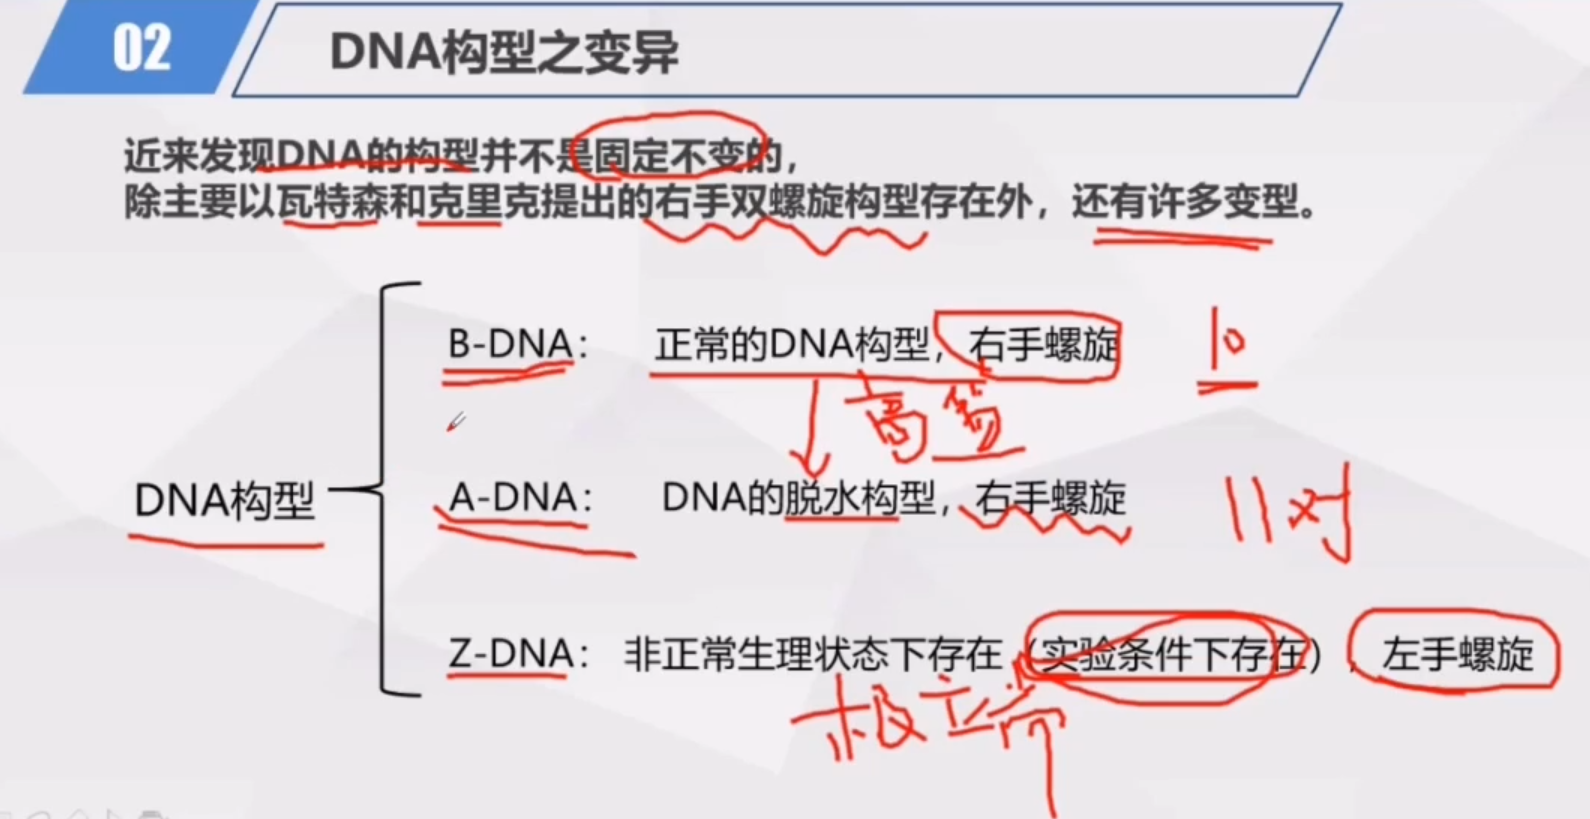 02 DNA构型之变异
近来发现DNA的构型并不是固定不变的，
除主要以瓦特森和克里克提出的右手双螺旋构型存在外，还有许多变型。
B-DNA： 正常的DNA构型，右手螺旋 10
高盐
DNA构型
A-DNA： DNA的脱水构型，右手螺旋 11对
Z-DNA： 非正常生理状态下存在（实验条件下存在），左手螺旋
极端